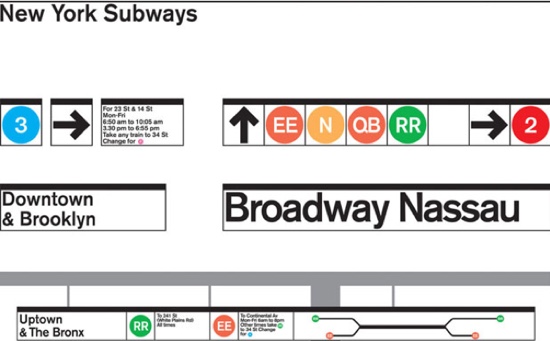 New York Subways
3
For 23 St & 14 St
Mon-Fri
6:50 am to 10:05 am
3.30 pm to 6:55 pm
Take any train to 34 St
Change for
EE N QB RR 2
Downtown
& Brooklyn
Broadway Nassau
Uptown
& The Bronx
RR
To 241 St
(White Plains Rd)
All times
EE
To Continental Av
Mon-Fri 6am to 8pm
Other times take
to 34 St Change
for